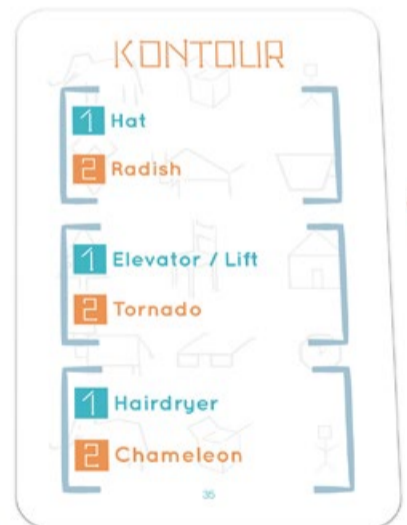 KONTOUR
1 Hat
2 Radish
1 Elevator / Lift
2 Tornado
1 Hairdryer
2 Chameleon
35